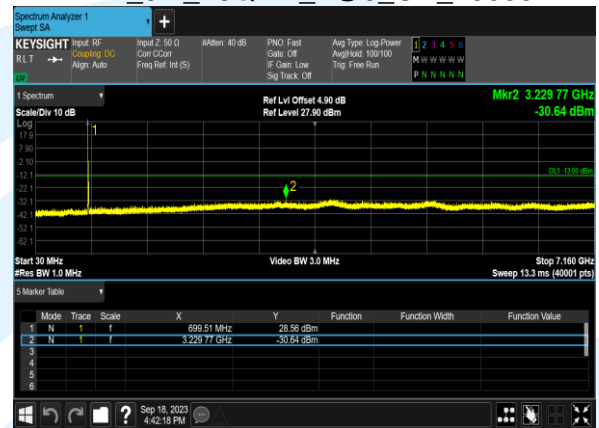 Spectrum Analyzer 1
Swept SA
+
KEYSIGHT Input: RF Input Z: 50 Ω #Atten: 40 dB PNO: Fast Avg Type: Log-Power 1 2 3 4 5 6
RLT Coupling: DC Corr CCorr Gate: Off Avg|Hold: 100/100 M W W W W W
Align: Auto Freq Ref: Int (S) IF Gain: Low Trig: Free Run
Sig Track: Off P N N N N N
1 Spectrum Ref Lvl Offset 4.90 dB Mkr2 3.229 77 GHz
Scale/Div 10 dB Ref Level 27.90 dBm -30.64 dBm
Log
1
17.9
7.90
-2.10
DL1 -13.00 dBm
-12.1
-22.1
2
-32.1
-42.1
-52.1
-62.1
Start 30 MHz Video BW 3.0 MHz Stop 7.160 GHz
#Res BW 1.0 MHz Sweep 13.3 ms (40001 pts)
5 Marker Table
Mode Trace Scale X Y Function Function Width Function Value
1 N 1 f 699.51 MHz 28.56 dBm
2 N 1 f 3.229 77 GHz -30.64 dBm
3
4
5
6
? Sep 18, 2023
4:42:18 PM